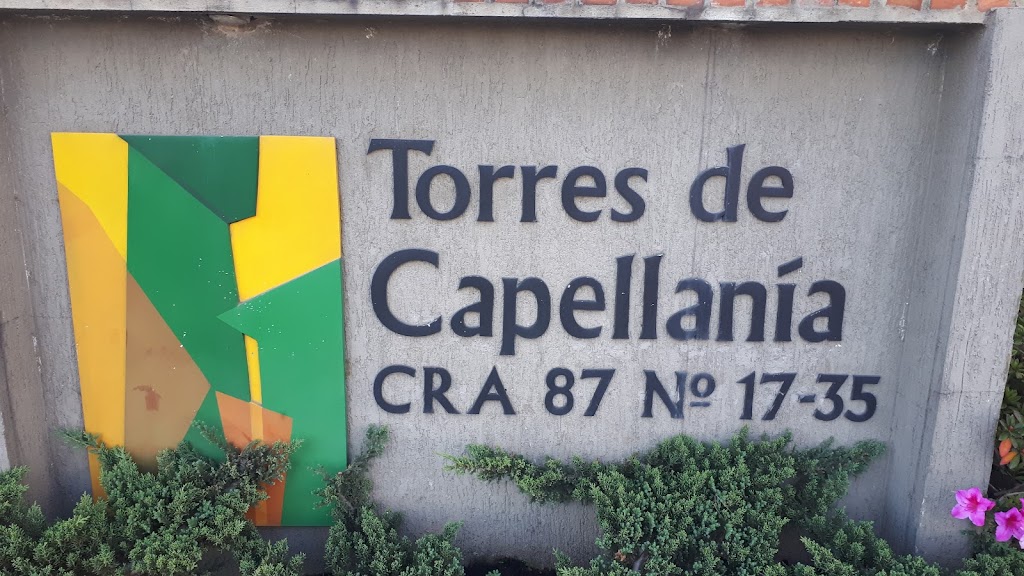 Torres de
Capellanía
CRA 87 Nº 17-35